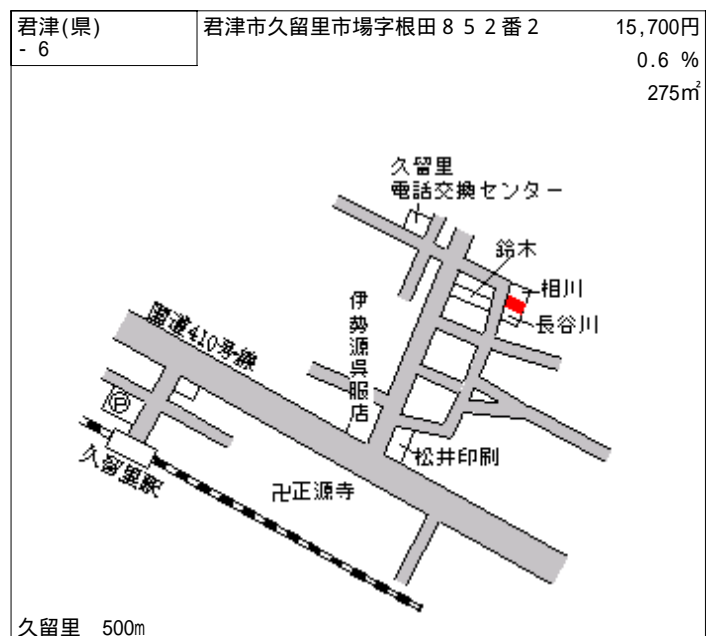 君津(県)
- 6
君津市久留里市場字根田８５２番２
15,700円
0.6 %
275㎡
久留里
電話交換センター
鈴木
相川
長谷川
伊勢源呉服店
国道410号線
Ⓟ
久留里駅
卍正源寺
松井印刷
久留里 500m